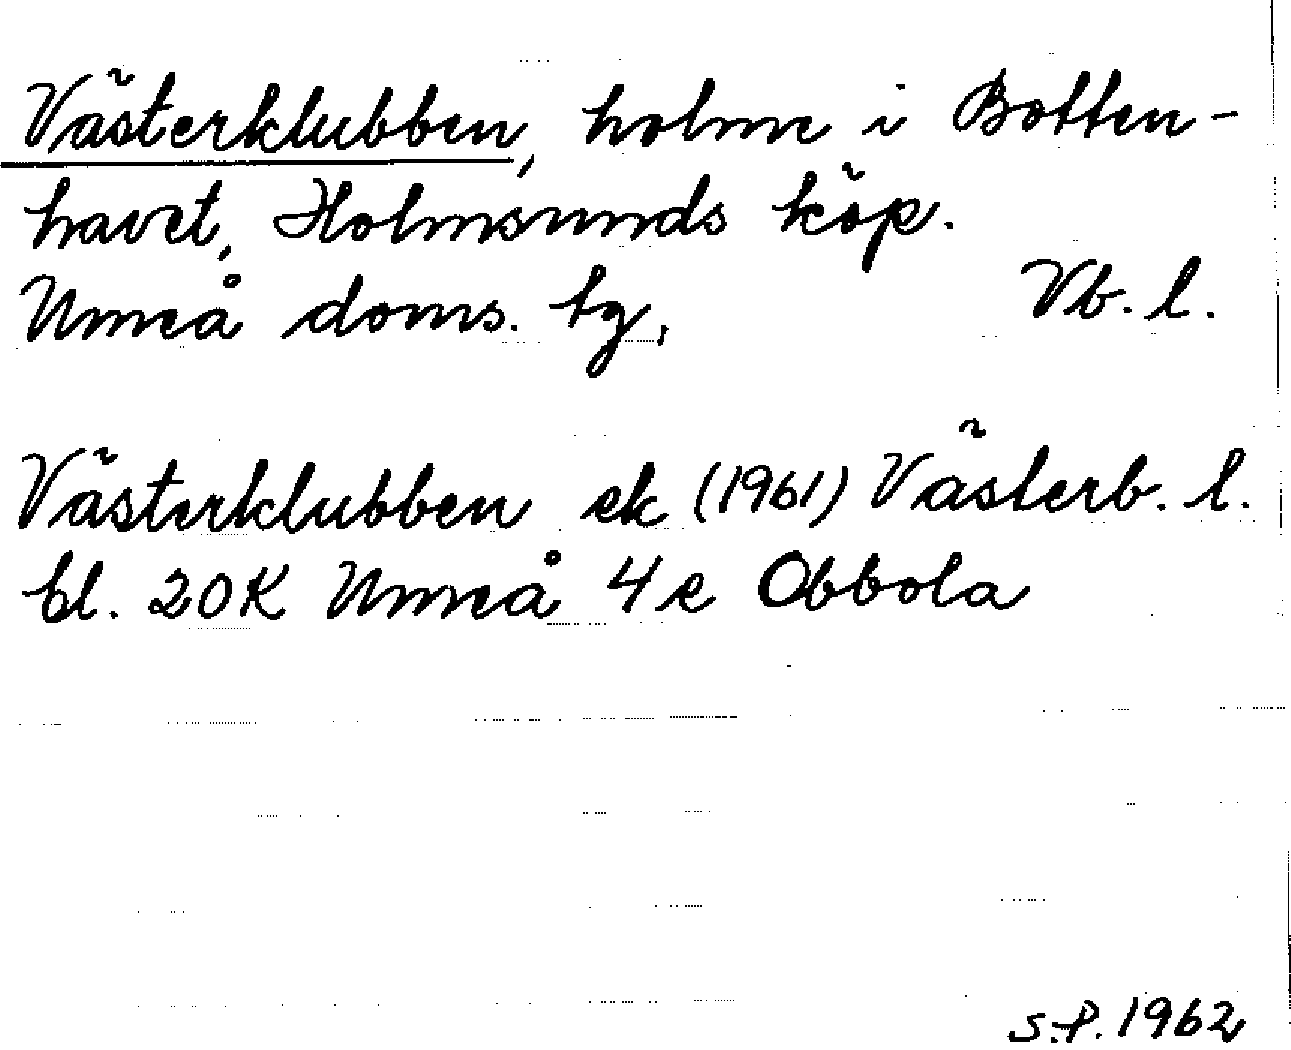 Västerklubben, holme i Botten-
havet, Holmsunds köp.
Umeå doms. tg, Vb. l.
Västerklubben ek (1961) Västerb. l.
bl. 20K Umeå 4e Obbola
S.P. 1962